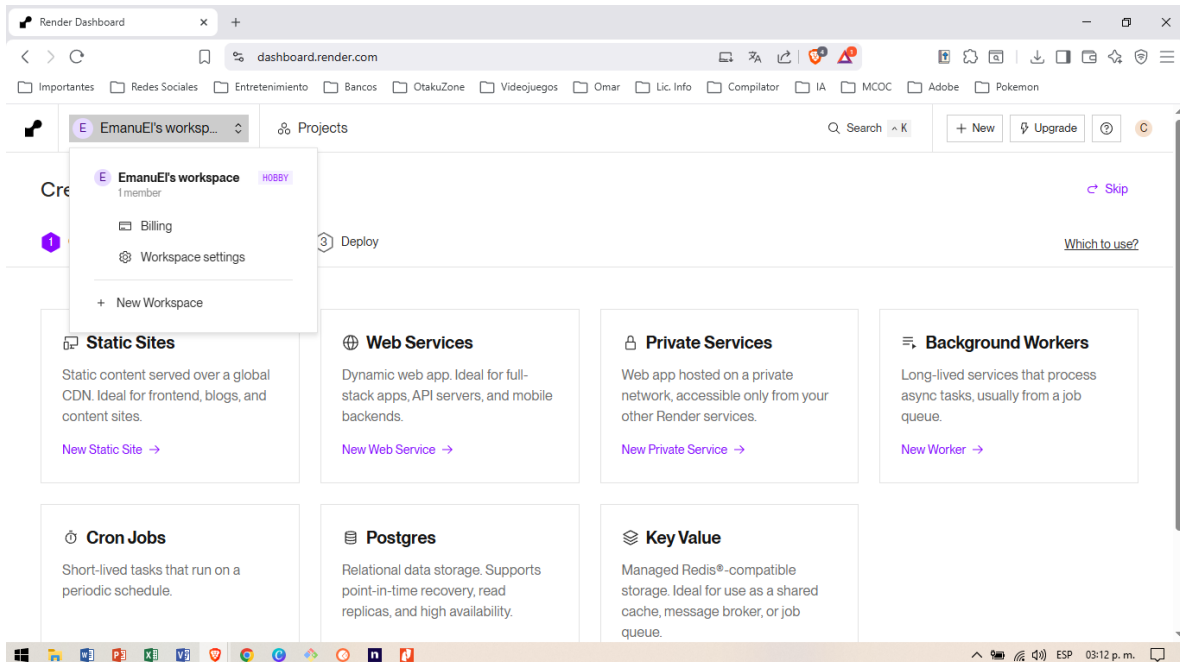 Render Dashboard
dashboard.render.com
Importantes Redes Sociales Entretenimiento Bancos OtakuZone Videojuegos Omar Lic. Info Compilator IA MCOC Adobe Pokemon
E EmanuEl's worksp... Projects Search ^ K + New Upgrade C
E EmanuEl's workspace HOBBY
1 member
Billing
Workspace settings
+ New Workspace
Cre
Skip
1
3 Deploy
Which to use?
Static Sites
Static content served over a global
CDN. Ideal for frontend, blogs, and
content sites.
New Static Site →
Web Services
Dynamic web app. Ideal for full-
stack apps, API servers, and mobile
backends.
New Web Service →
Private Services
Web app hosted on a private
network, accessible only from your
other Render services.
New Private Service →
Background Workers
Long-lived services that process
async tasks, usually from a job
queue.
New Worker →
Cron Jobs
Short-lived tasks that run on a
periodic schedule.
Postgres
Relational data storage. Supports
point-in-time recovery, read
replicas, and high availability.
Key Value
Managed Redis®-compatible
storage. Ideal for use as a shared
cache, message broker, or job
queue.
ESP 03:12 p. m.